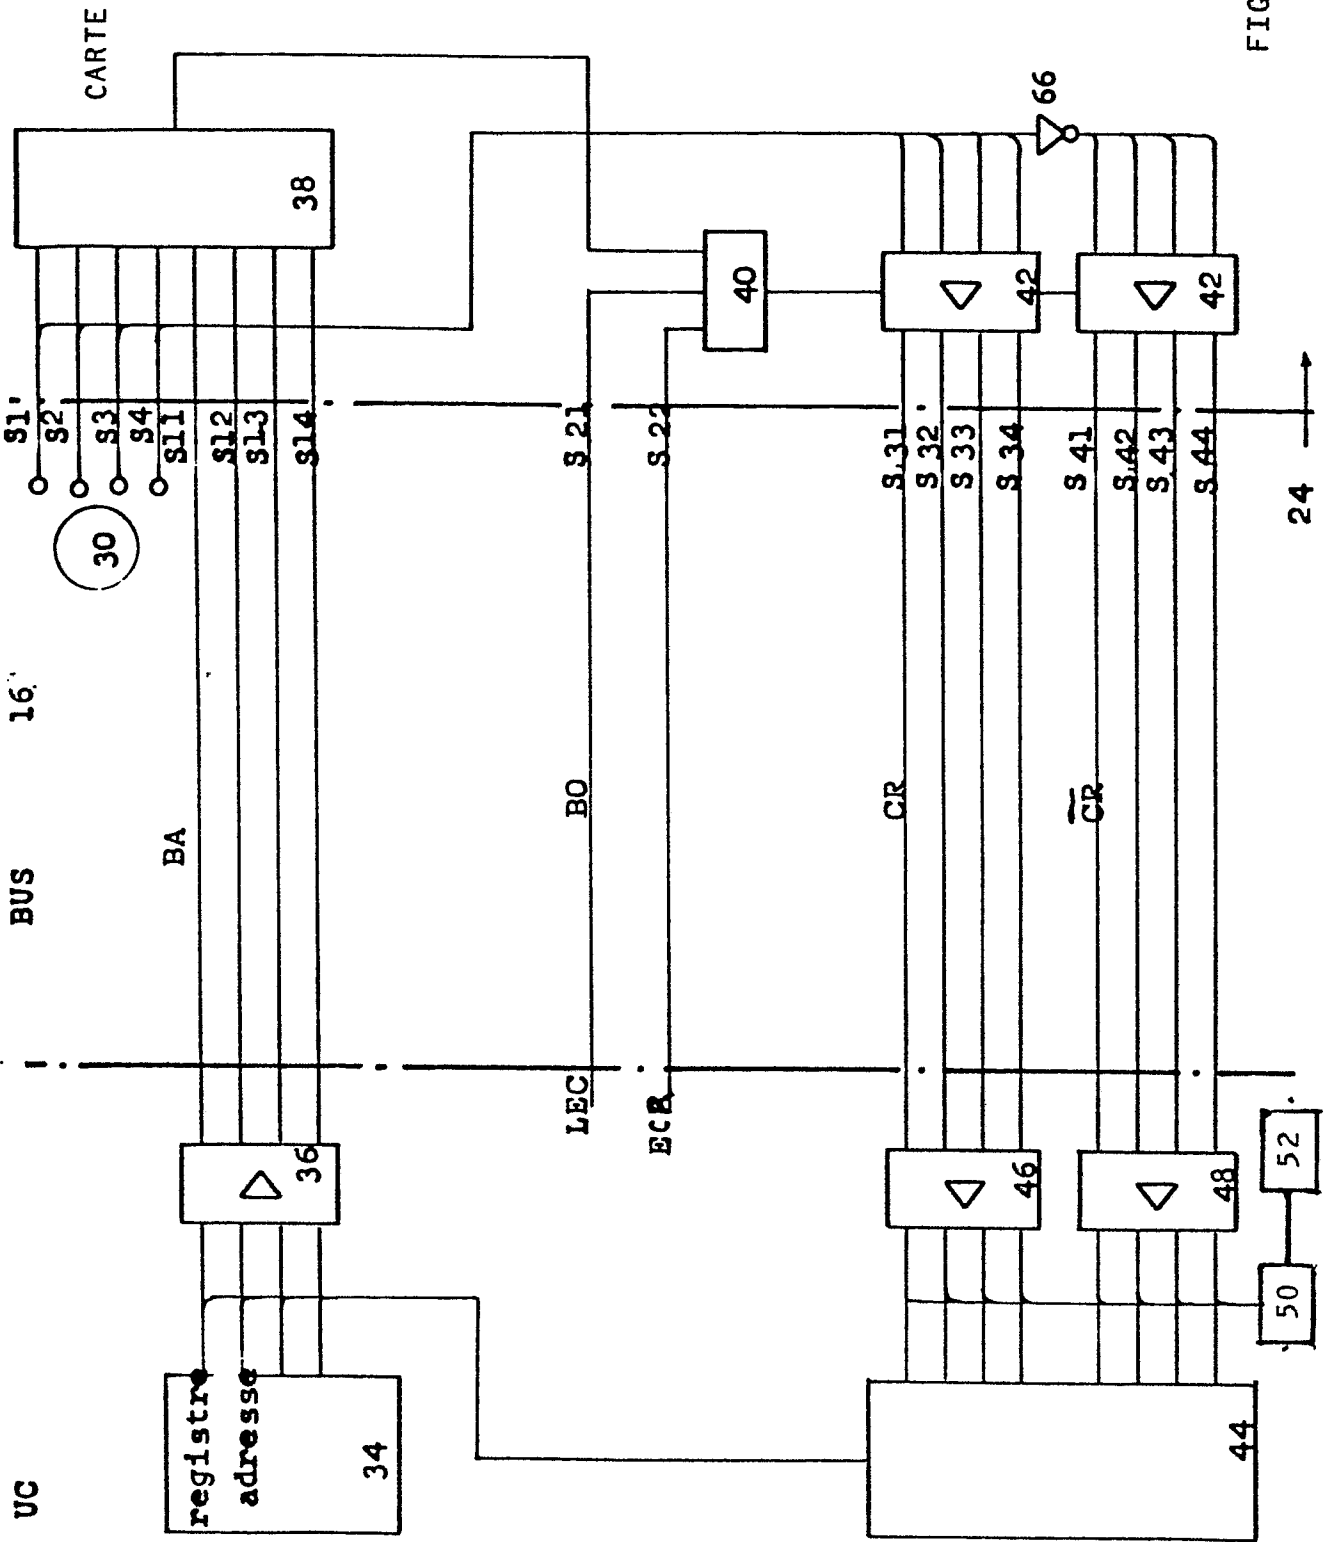 UC
BUS 16
CARTE
registre
adresse
34
36
BA
30
S1'
S2
S3
S4
S11
S12
S13
S14
38
LEC
BO
S 21
ECR
S 22
40
44
46
CR
S.31
S 32
S 33
S.34
42
48
CR̅
S 41
S.42
S.43
S.44
42
66
50
52
24
FIG